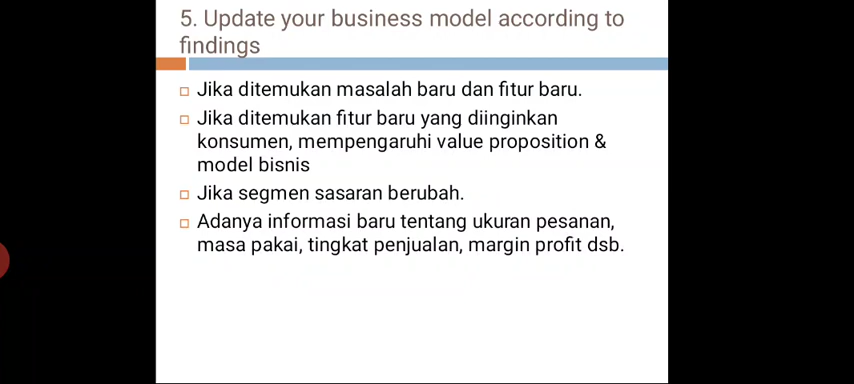 5. Update your business model according to
findings
Jika ditemukan masalah baru dan fitur baru.
Jika ditemukan fitur baru yang diinginkan
konsumen, mempengaruhi value proposition &
model bisnis
Jika segmen sasaran berubah.
Adanya informasi baru tentang ukuran pesanan,
masa pakai, tingkat penjualan, margin profit dsb.